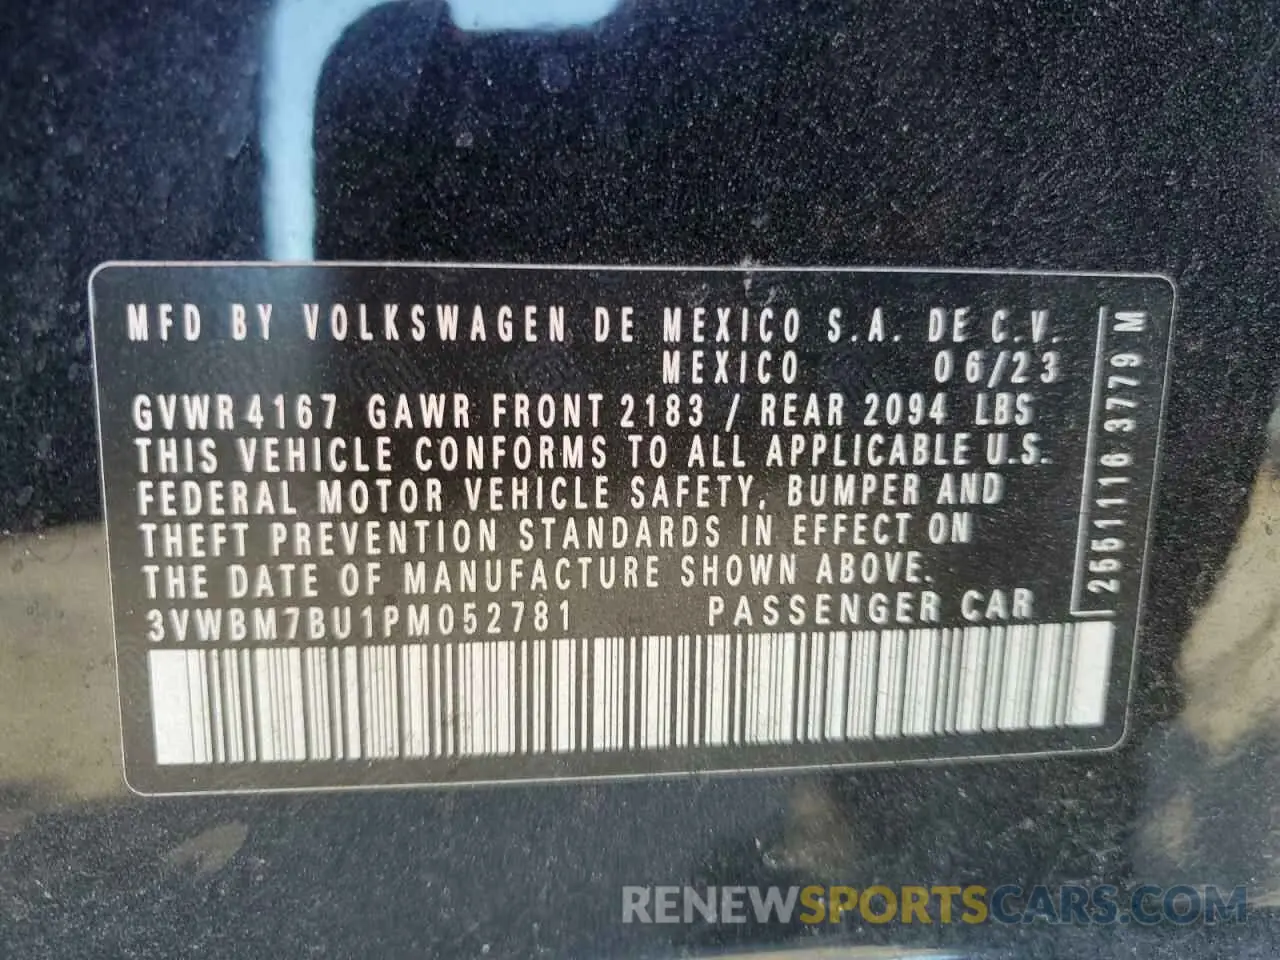 MFD BY VOLKSWAGEN DE MEXICO S.A. DE C.V.
MEXICO 06/23
GVWR 4167 GAWR FRONT 2183 / REAR 2094 LBS
THIS VEHICLE CONFORMS TO ALL APPLICABLE U.S.
FEDERAL MOTOR VEHICLE SAFETY, BUMPER AND
THEFT PREVENTION STANDARDS IN EFFECT ON
THE DATE OF MANUFACTURE SHOWN ABOVE.
3VWBM7BU1PM052781 PASSENGER CAR
2551116 3779 M
RENEWSPORTSCARS.COM